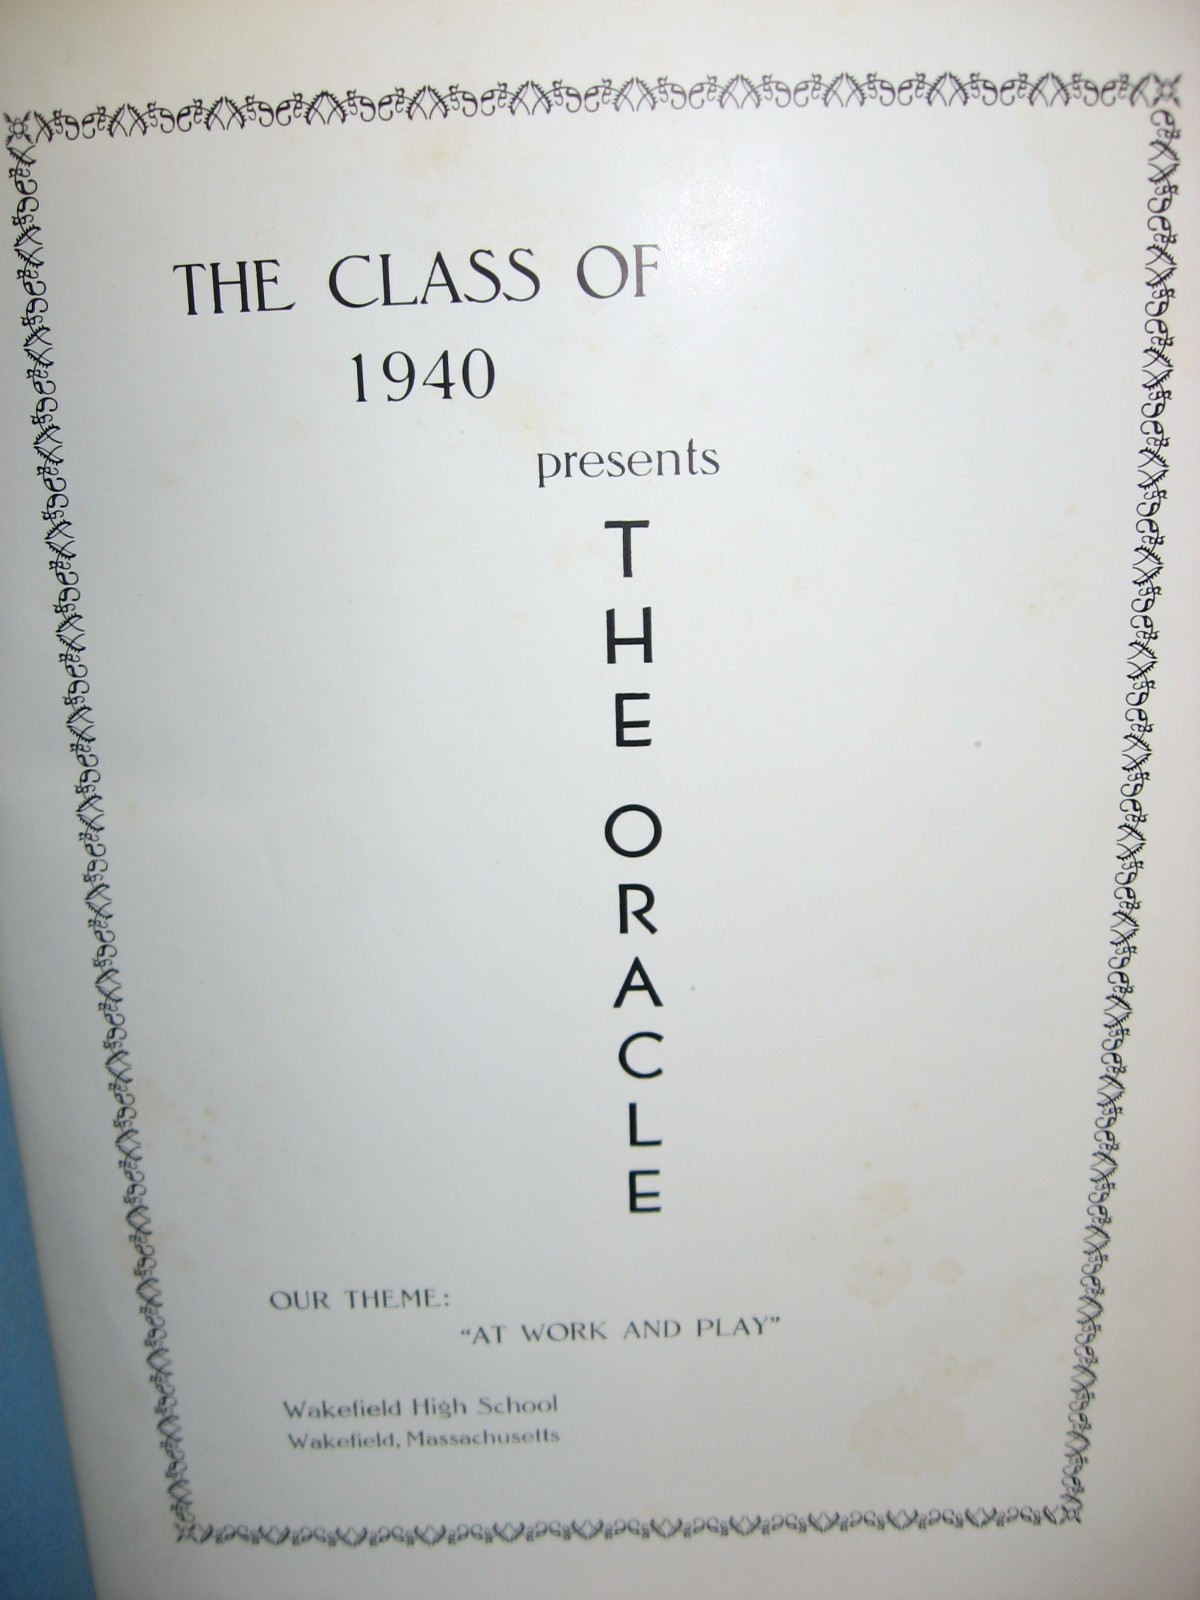 THE CLASS OF
1940
presents
T
H
E
O
R
A
C
L
E
OUR THEME:
"AT WORK AND PLAY"
Wakefield High School
Wakefield, Massachusetts